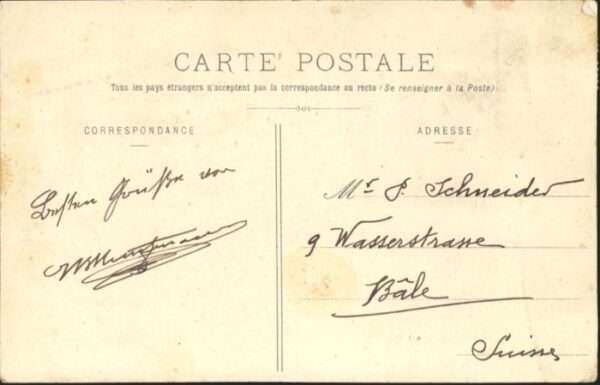 CARTE POSTALE
Tous les pays étrangers n'acceptent pas la correspondance au recto (Se renseigner à la Poste)
CORRESPONDANCE
ADRESSE
Besten Grüße von
Mr. S. Schneider
9 Wasserstrasse
Bâle
Suisse